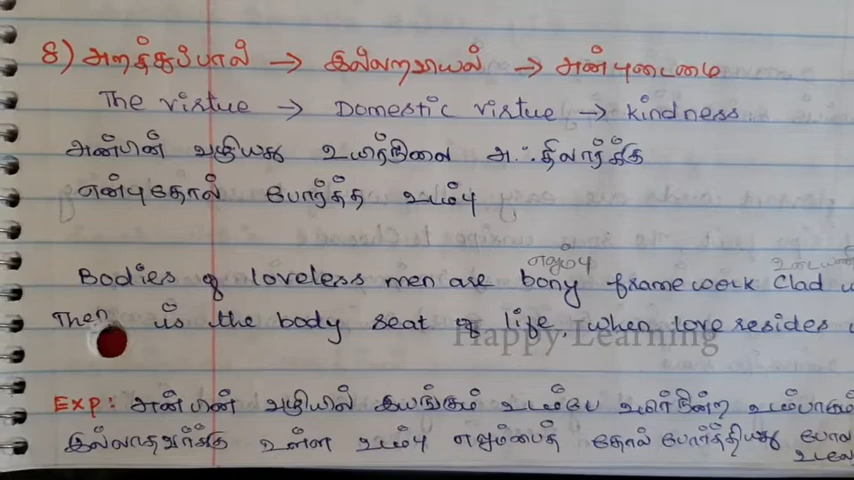 8) அறத்துப்பால் → இல்லறவியல் → அன்புடைமை
The virtue → Domestic virtue → Kindness.
அன்பின் வழியது உயிர்நிலை அஃதிலார்க்கு
என்புதோல் போர்த்த உடம்பு
எலும்பு
Bodies of loveless men are bony framework clad
Then is the body seat of life, when love resides
Happy Learning
Exp: அன்பின் வழியில் இயங்கும் உடம்பே உயிர்நின்ற உடம்பாகும்
இல்லாதவர்க்கு உள்ள உடம்பு எலும்பைத் தோல் போர்த்தியது போல